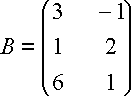 B = ( 3 -1
1 2
6 1 )